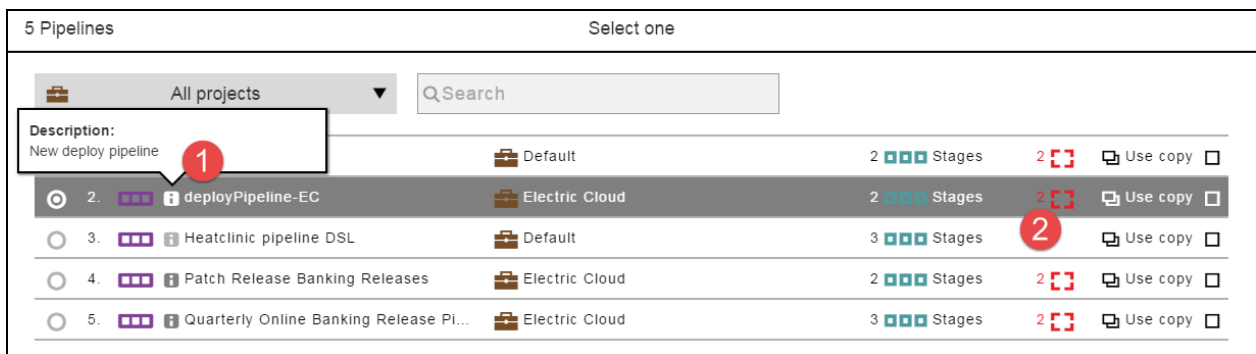 5 Pipelines Select one
All projects ▼ Search
Description:
New deploy pipeline
1
Default 2 Stages 2 Use copy
2. deployPipeline-EC Electric Cloud 2 Stages 2 Use copy
2
3. Heatclinic pipeline DSL Default 3 Stages Use copy
4. Patch Release Banking Releases Electric Cloud 2 Stages 2 Use copy
5. Quarterly Online Banking Release Pi... Electric Cloud 3 Stages 2 Use copy